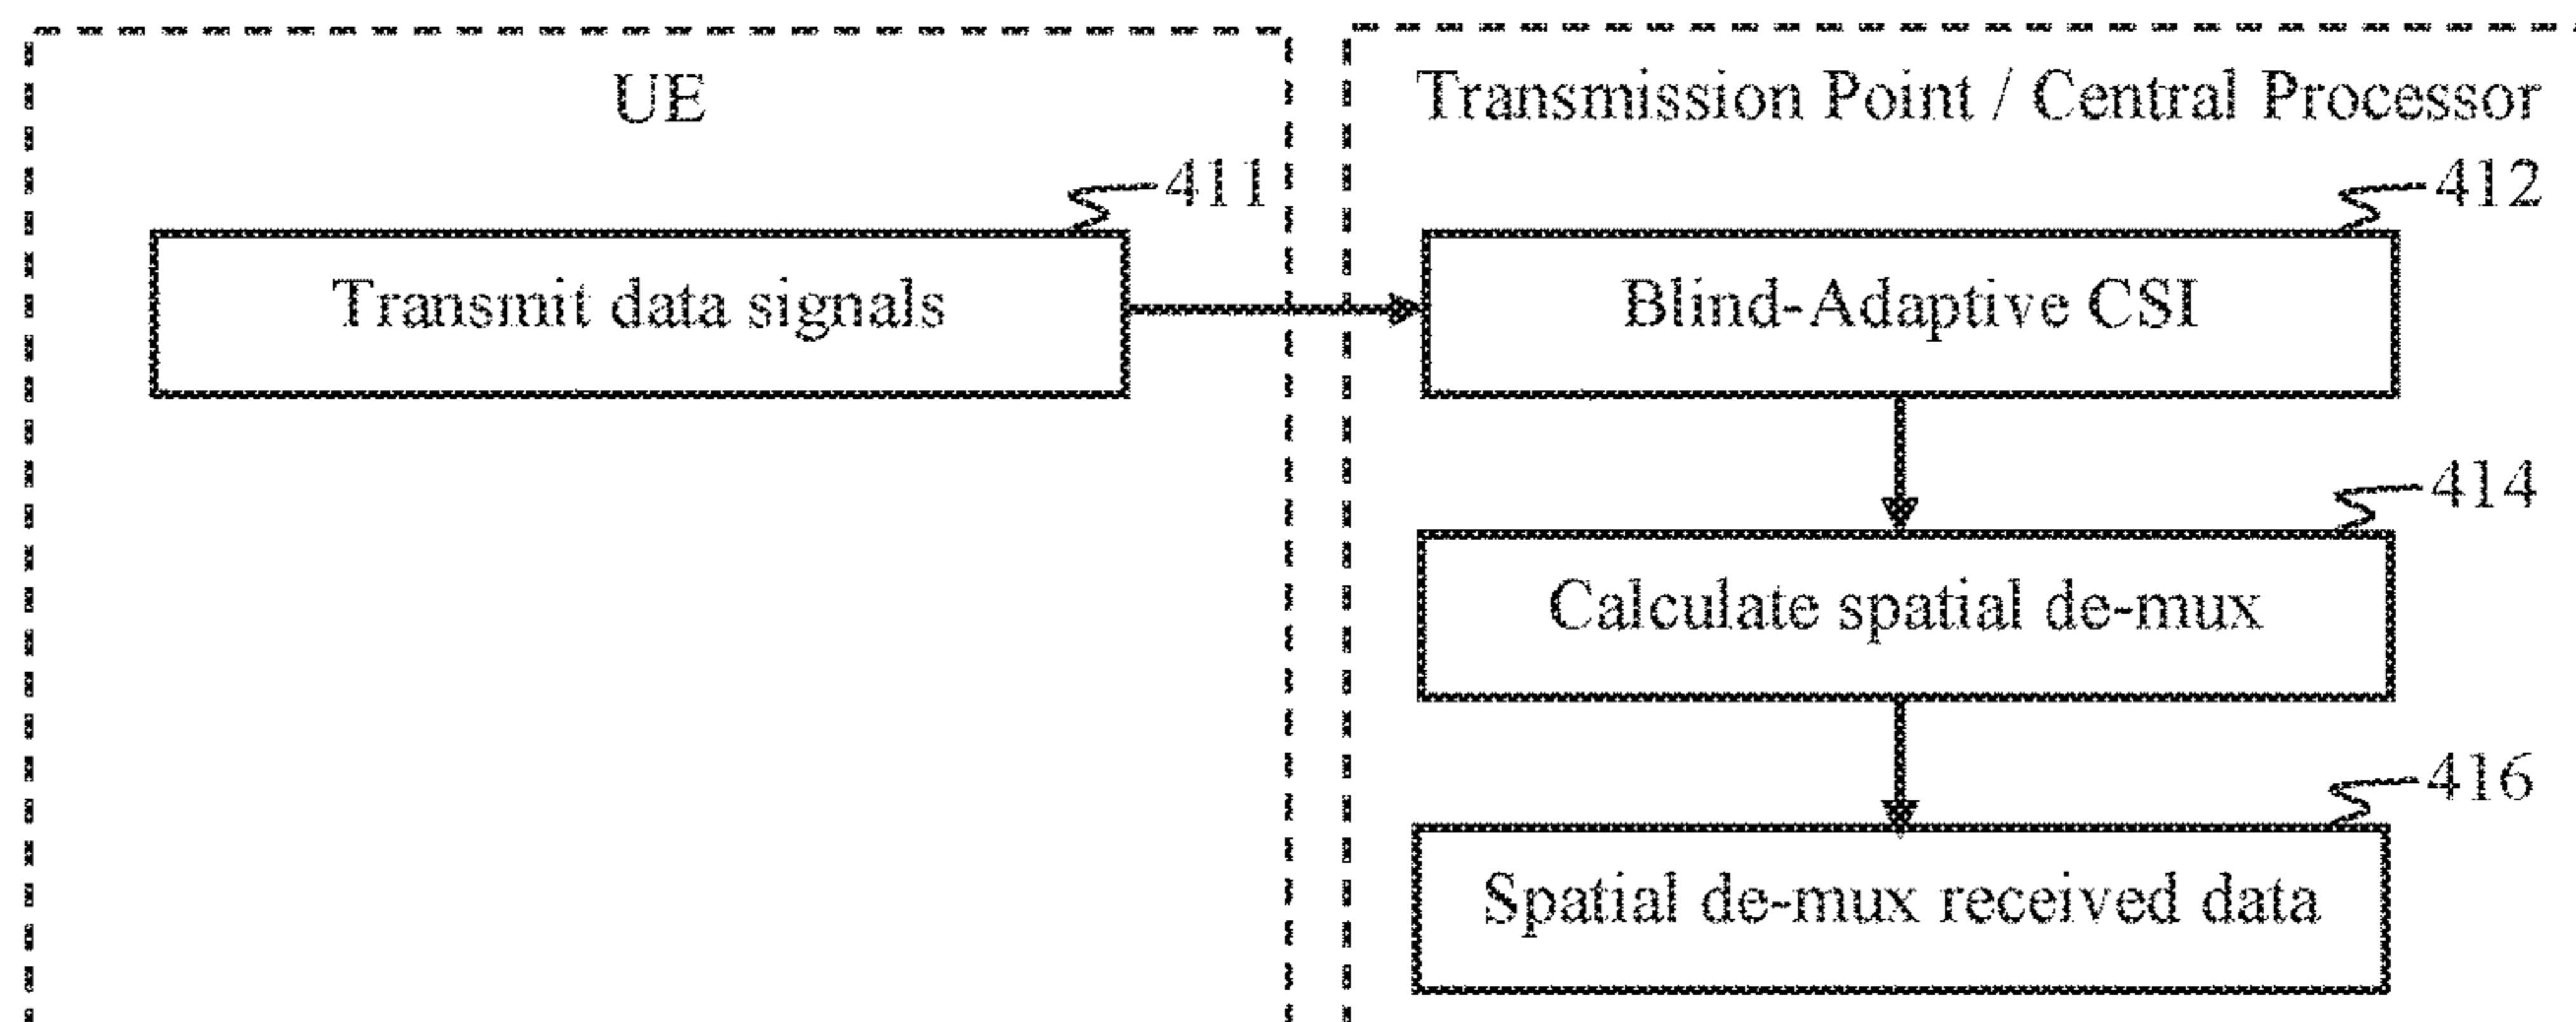 UE
411
Transmit data signals
Transmission Point / Central Processor
412
Blind-Adaptive CSI
414
Calculate spatial de-mux
416
Spatial de-mux received data